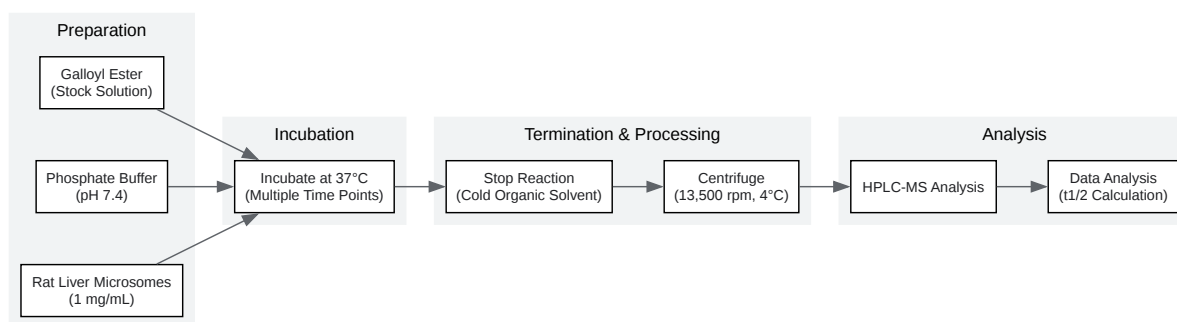 Preparation
Galloyl Ester
(Stock Solution)
Phosphate Buffer
(pH 7.4)
Rat Liver Microsomes
(1 mg/mL)
Incubation
Incubate at 37°C
(Multiple Time Points)
Termination & Processing
Stop Reaction
(Cold Organic Solvent)
Centrifuge
(13,500 rpm, 4°C)
Analysis
HPLC-MS Analysis
Data Analysis
(t1/2 Calculation)